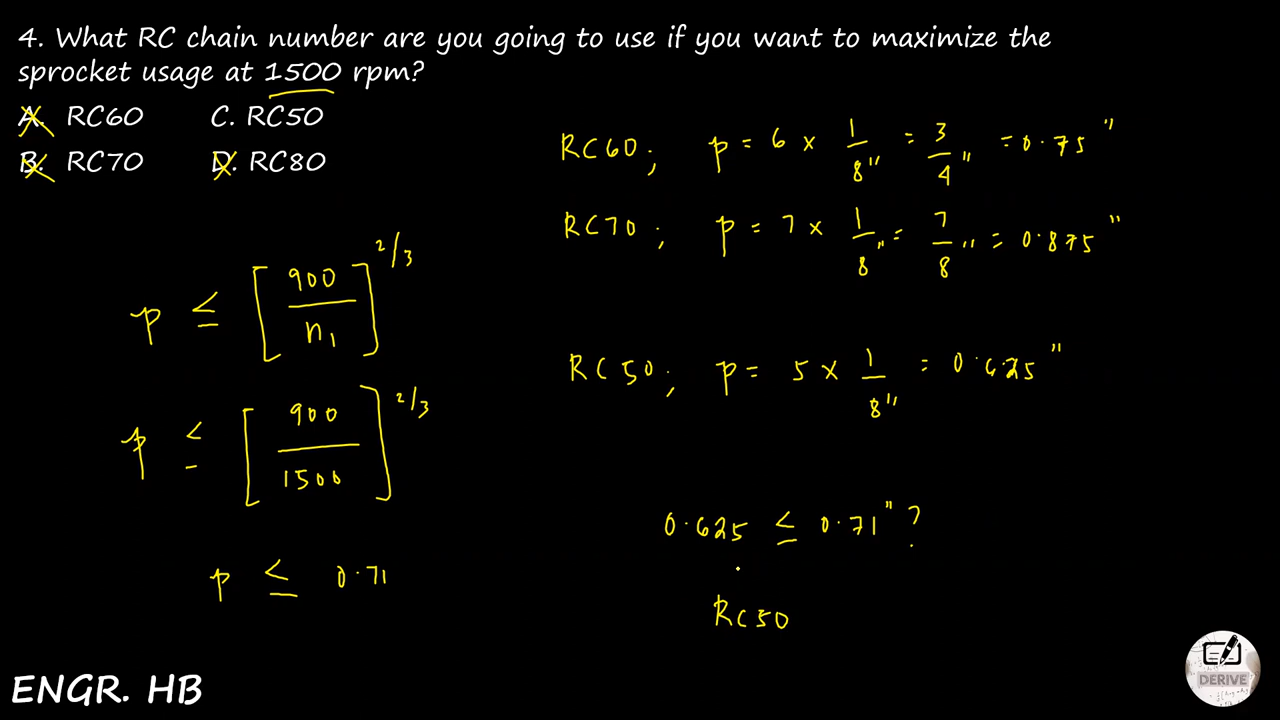 4. What RC chain number are you going to use if you want to maximize the
sprocket usage at 1500 rpm?
A. RC60 C. RC50
B. RC70 D. RC80
RC60; p = 6 × 1/8" = 3/4" = 0.75"
RC70; p = 7 × 1/8" = 7/8" = 0.875"
p ≤ [900/n₁]^2/3
RC50; p = 5 × 1/8" = 0.625"
p ≤ [900/1500]^2/3
0.625 ≤ 0.71" ?
p ≤ 0.71
RC50
ENGR. HB
DERIVE